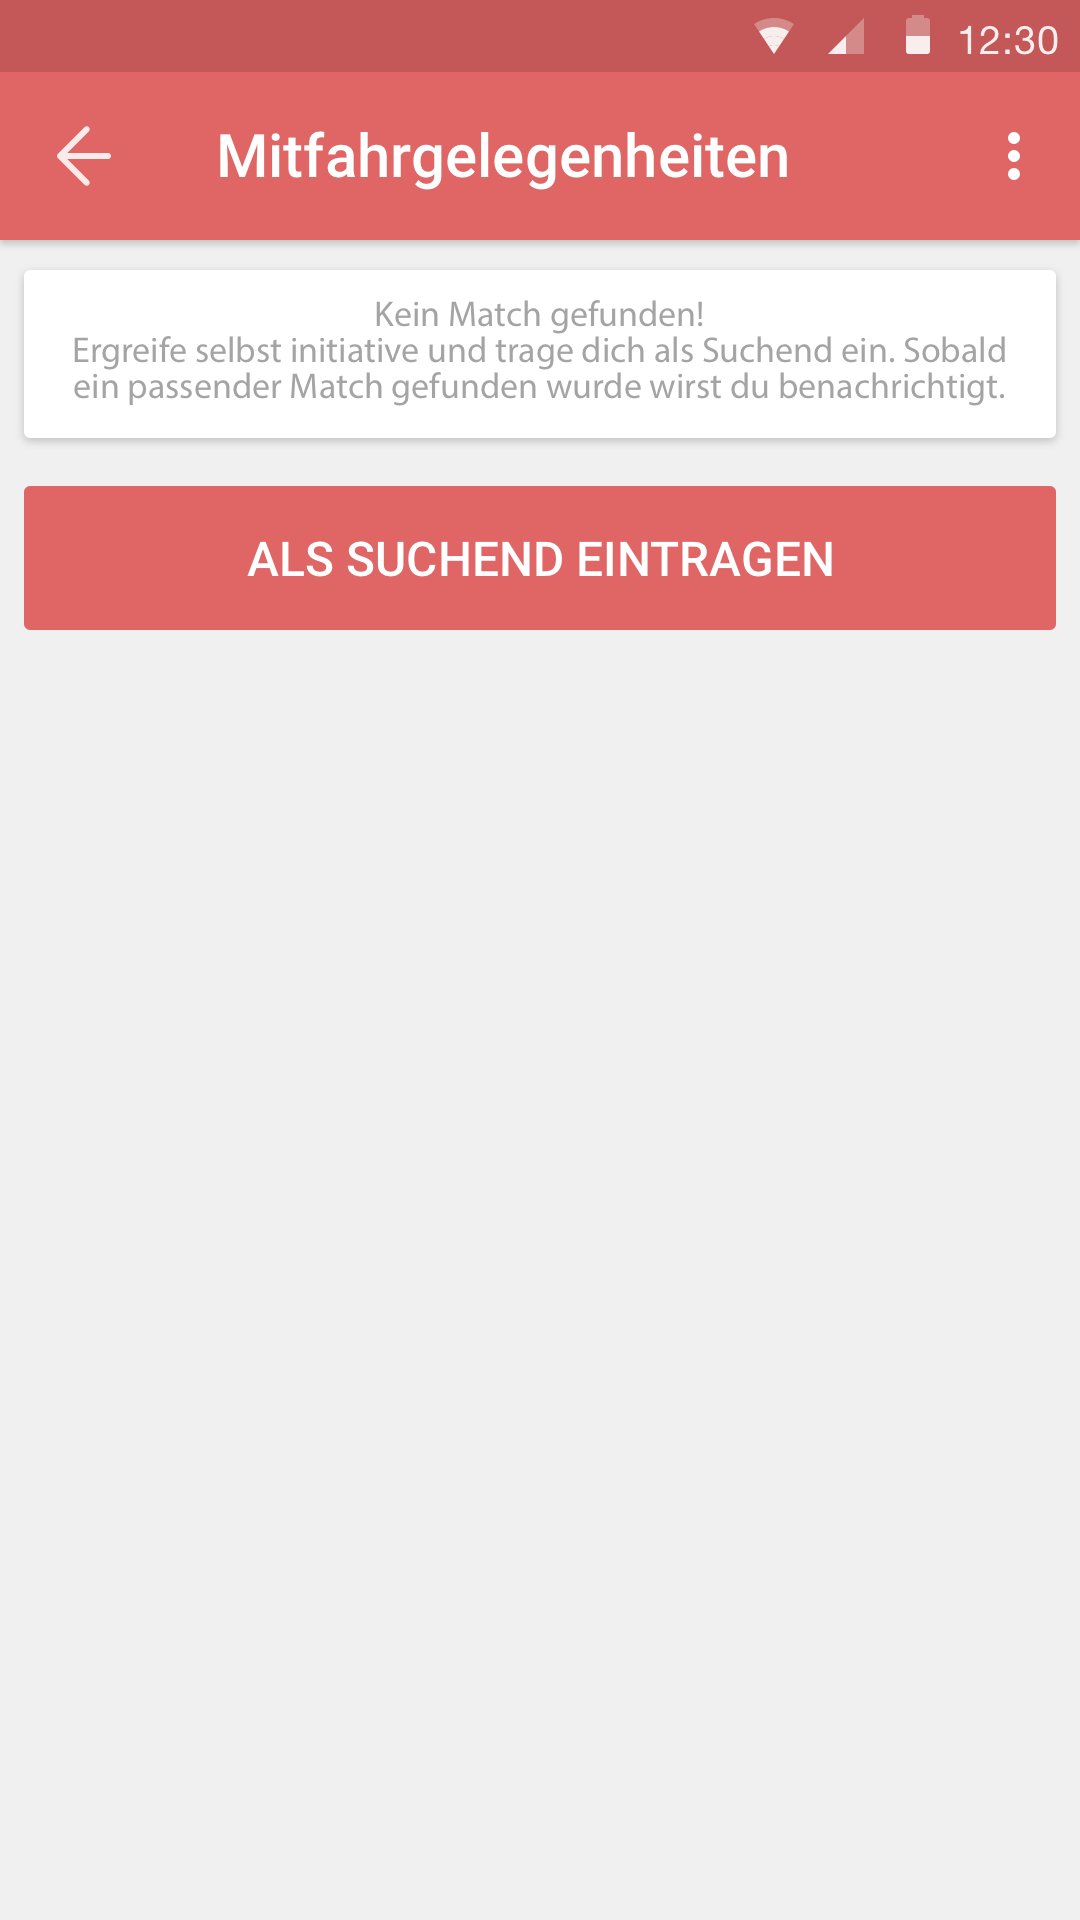 12:30
Mitfahrgelegenheiten
Kein Match gefunden!
Ergreife selbst initiative und trage dich als Suchend ein. Sobald
ein passender Match gefunden wurde wirst du benachrichtigt.
ALS SUCHEND EINTRAGEN